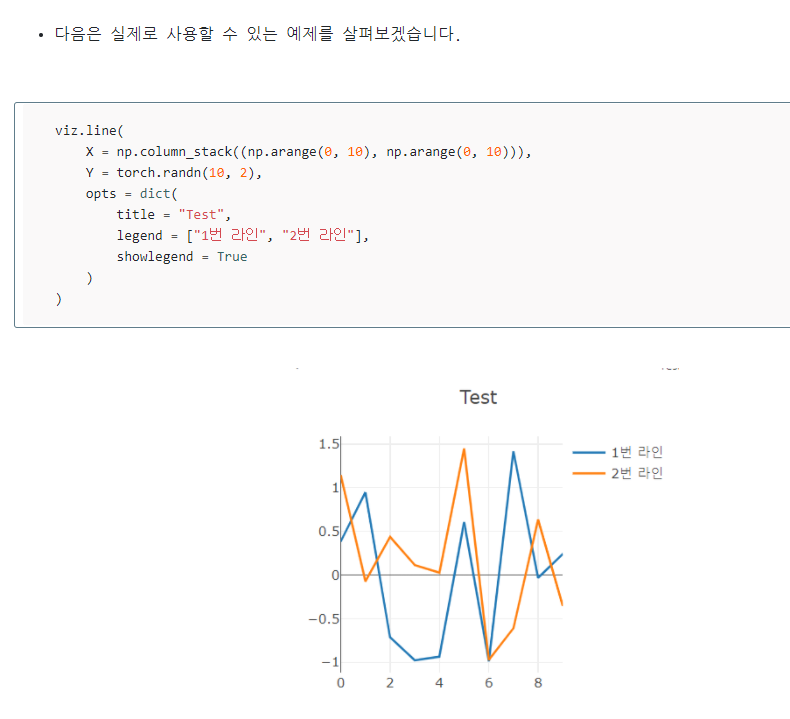 • 다음은 실제로 사용할 수 있는 예제를 살펴보겠습니다.
viz.line(
    X = np.column_stack((np.arange(0, 10), np.arange(0, 10))),
    Y = torch.randn(10, 2),
    opts = dict(
        title = "Test",
        legend = ["1번 라인", "2번 라인"],
        showlegend = True
    )
)
Test
1번 라인
2번 라인
1.5
1
0.5
0
−0.5
−1
0 2 4 6 8